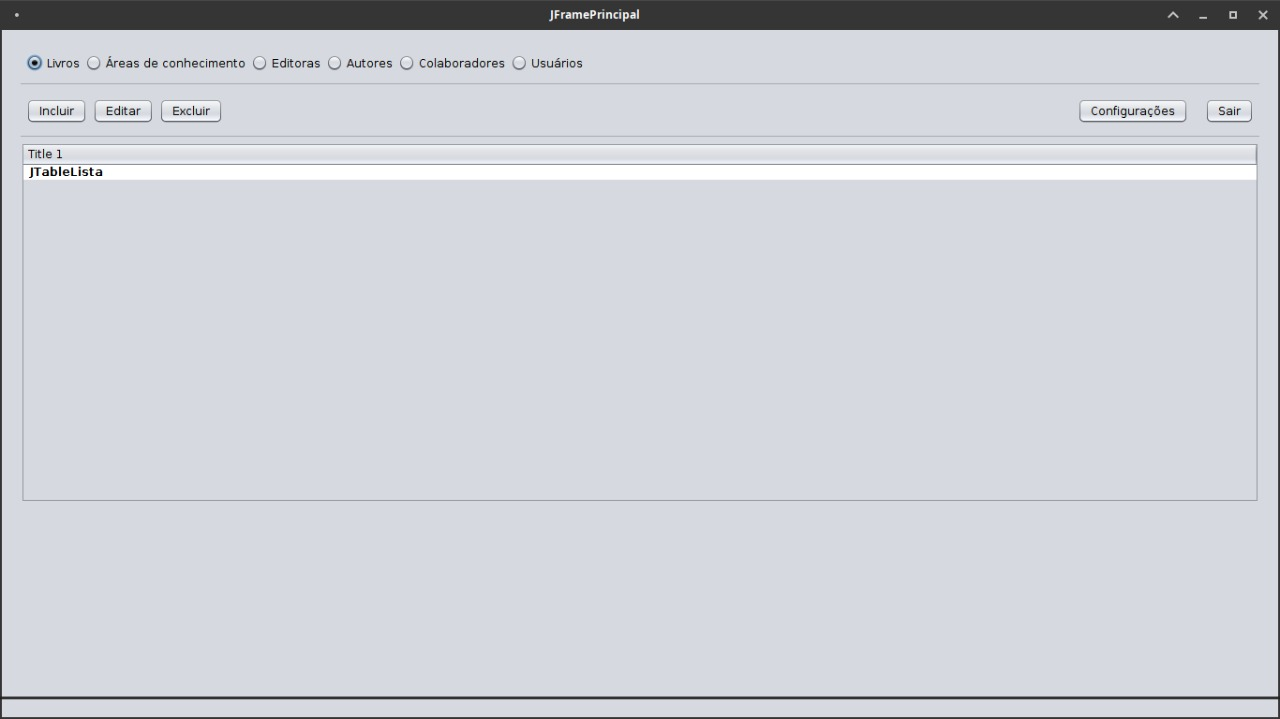 JFramePrincipal
Livros Áreas de conhecimento Editoras Autores Colaboradores Usuários
Incluir Editar Excluir Configurações Sair
Title 1
JTableLista